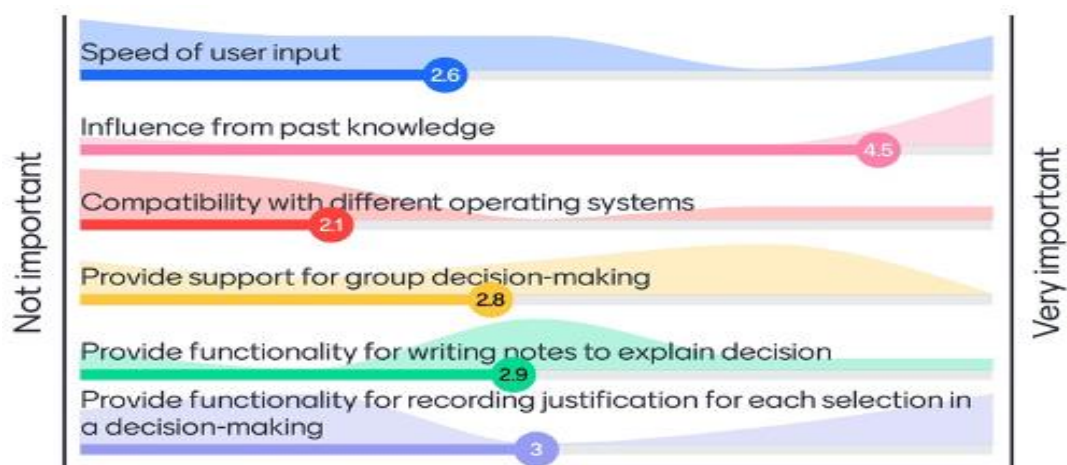 Speed of user input
2.6
Influence from past knowledge
4.5
Compatibility with different operating systems
2.1
Provide support for group decision-making
2.8
Provide functionality for writing notes to explain decision
2.9
Provide functionality for recording justification for each selection in
a decision-making
3
Not important
Very important